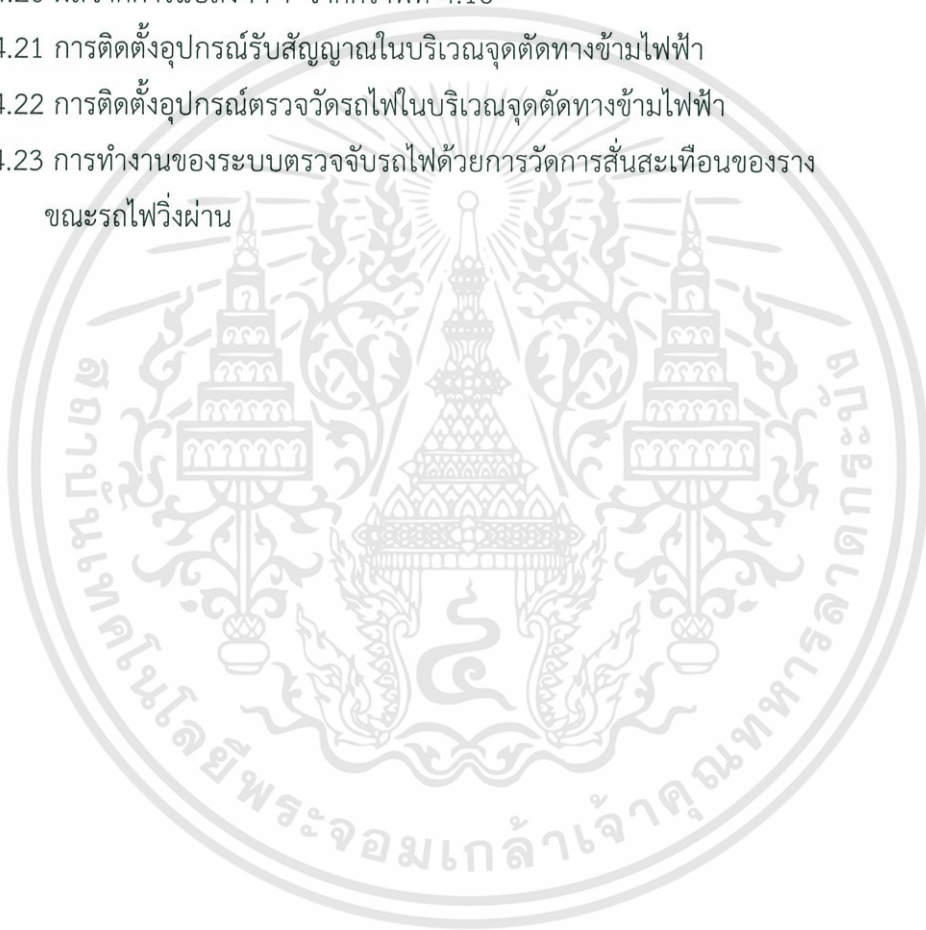 4.21 การติดตั้งอุปกรณ์รับสัญญาณในบริเวณจุดตัดทางข้ามไฟฟ้า
4.22 การติดตั้งอุปกรณ์ตรวจวัดรถไฟในบริเวณจุดตัดทางข้ามไฟฟ้า
4.23 การทำงานของระบบตรวจจับรถไฟด้วยการวัดการสั่นสะเทือนของราง
ขณะรถไฟวิ่งผ่าน
สถาบันเทคโนโลยีพระจอมเกล้าเจ้าคุณทหารลาดกระบัง